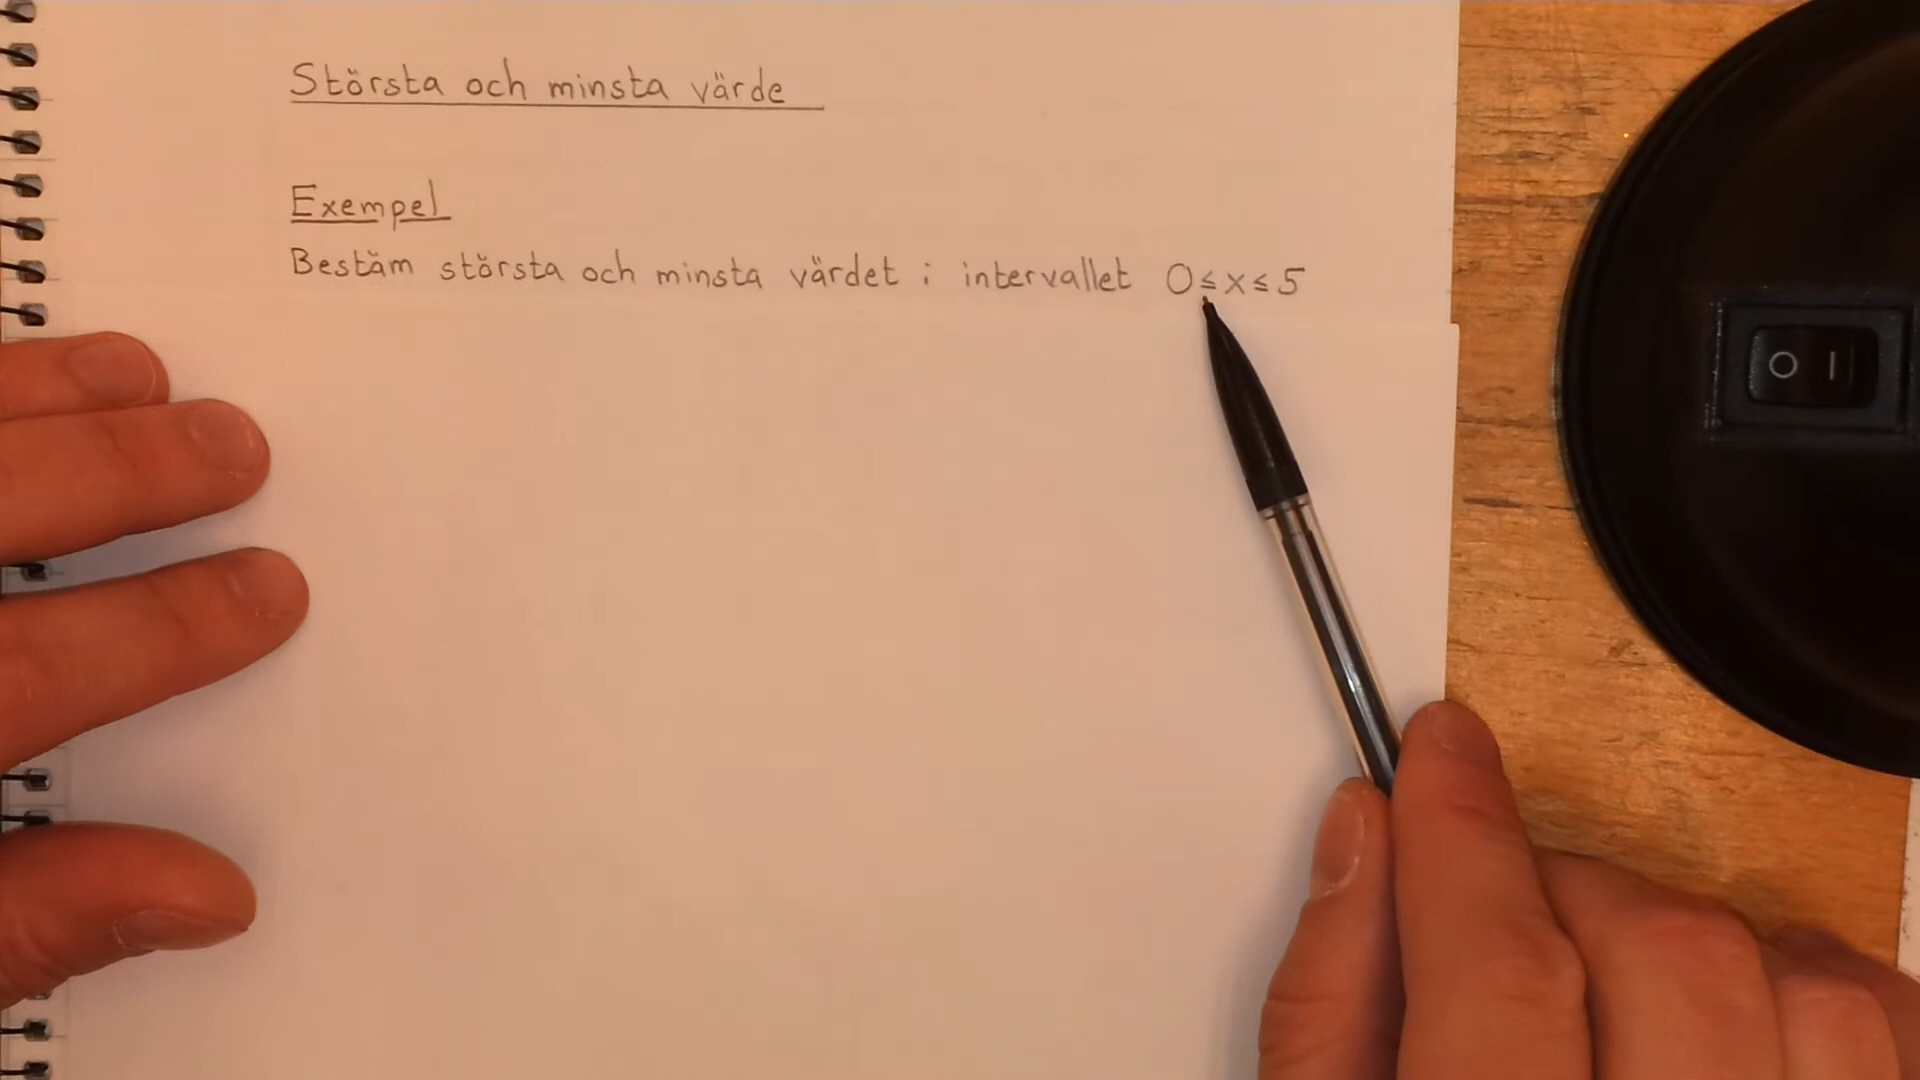 Största och minsta värde
Exempel
Bestäm största och minsta värdet i intervallet 0≤x≤5
O I